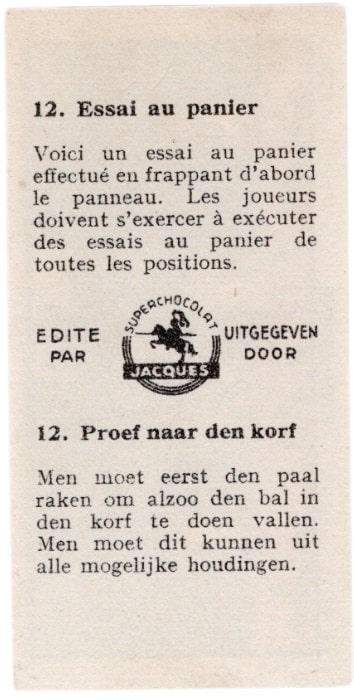 12. Essai au panier
Voici un essai au panier
effectué en frappant d'abord
le panneau. Les joueurs
doivent s'exercer à exécuter
des essais au panier de
toutes les positions.
EDITE
PAR
SUPERCHOCOLAT
JACQUES
UITGEGEVEN
DOOR
12. Proef naar den korf
Men moet eerst den paal
raken om alzoo den bal in
den korf te doen vallen.
Men moet dit kunnen uit
alle mogelijke houdingen.